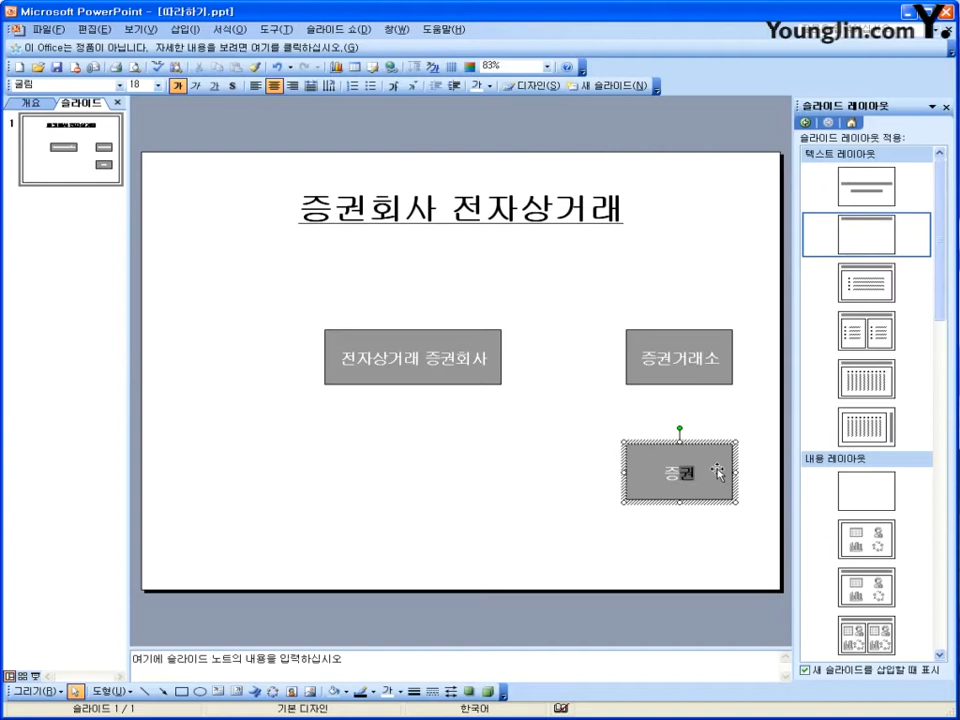 Microsoft PowerPoint - [따라하기.ppt]
YoungJin.com Y.
파일(F) 편집(E) 보기(V) 삽입(I) 서식(O) 도구(T) 슬라이드 쇼(D) 창(W) 도움말(H)
이 Office는 정품이 아닙니다. 자세한 내용을 보려면 여기를 클릭하십시오.(G)
83%
굴림 18 가 가 가 S 가 디자인(S) 새 슬라이드(N)
개요 슬라이드
1
증권회사 전자상거래
전자상거래 증권회사
증권거래소
증권
슬라이드 레이아웃
슬라이드 레이아웃 적용:
텍스트 레이아웃
내용 레이아웃
새 슬라이드를 삽입할 때 표시
여기에 슬라이드 노트의 내용을 입력하십시오
그리기(R) 도형(U) 가
슬라이드 1 / 1 기본 디자인 한국어